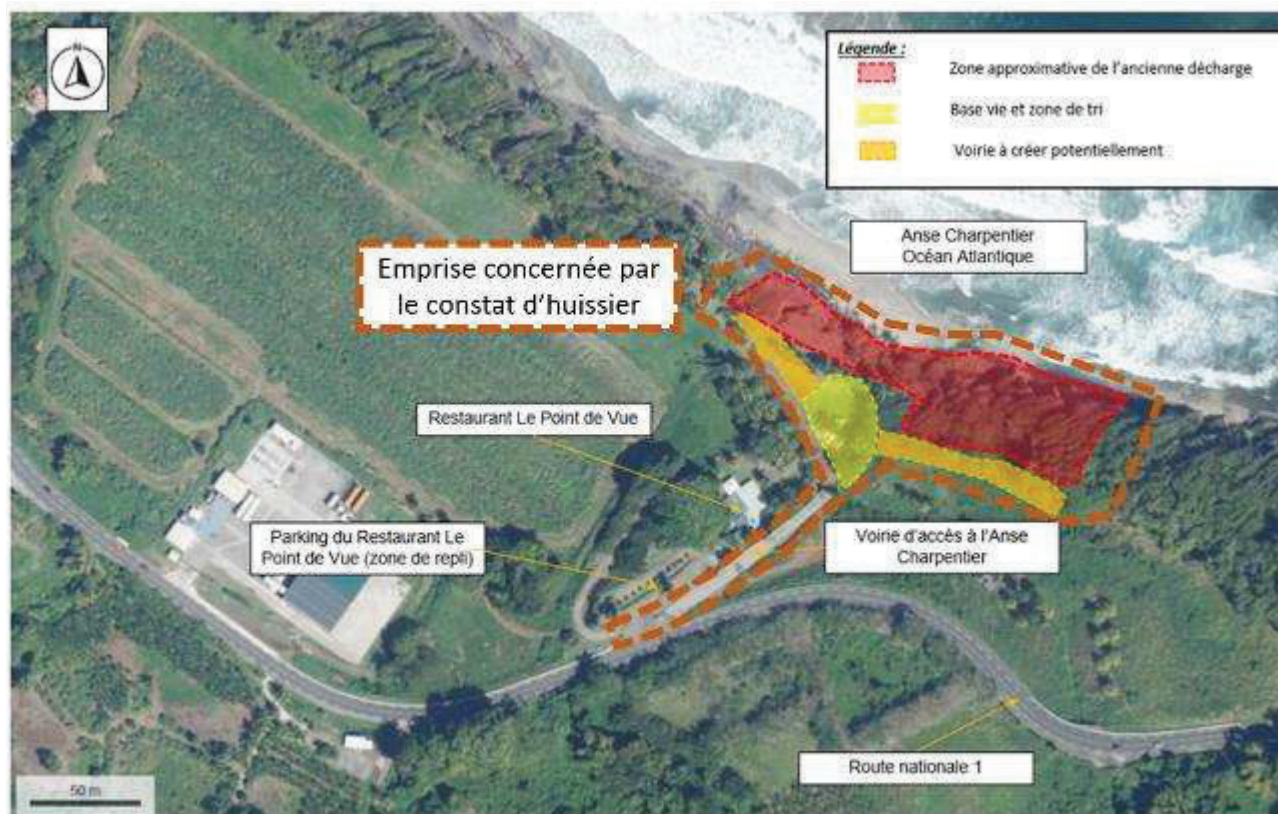 N
Légende :
Zone approximative de l'ancienne décharge
Base vie et zone de tri
Voirie à créer potentiellement
Anse Charpentier
Océan Atlantique
Emprise concernée par
le constat d'huissier
Restaurant Le Point de Vue
Parking du Restaurant Le
Point de Vue (zone de repli)
Voirie d'accès à l'Anse
Charpentier
Route nationale 1
50 m